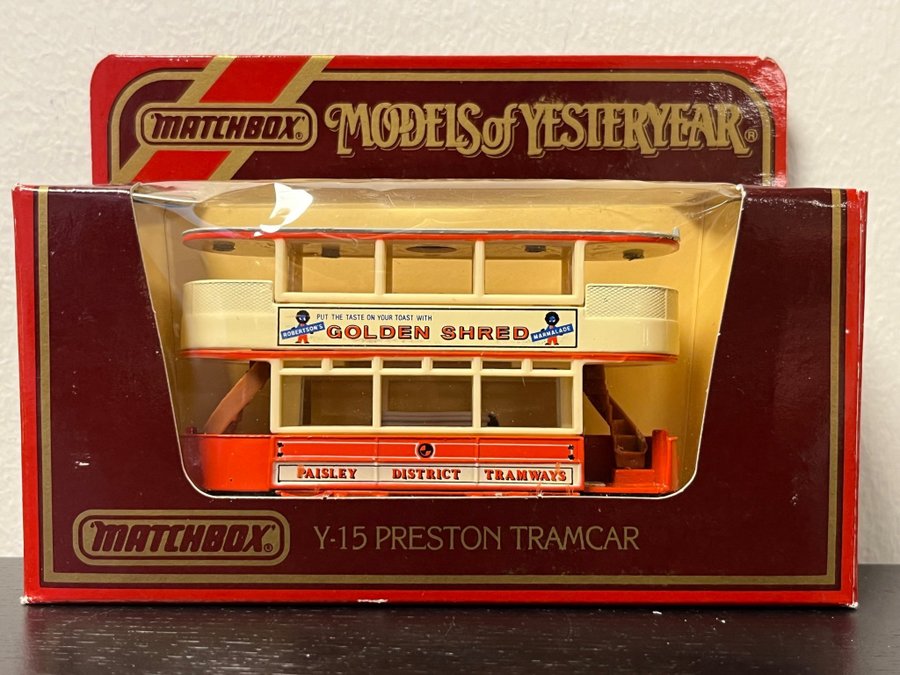 MATCHBOX® MODELS of YESTERYEAR®
PUT THE TASTE ON YOUR TOAST WITH
ROBERTSON'S GOLDEN SHRED MARMALADE
PAISLEY DISTRICT TRAMWAYS
MATCHBOX® Y-15 PRESTON TRAMCAR